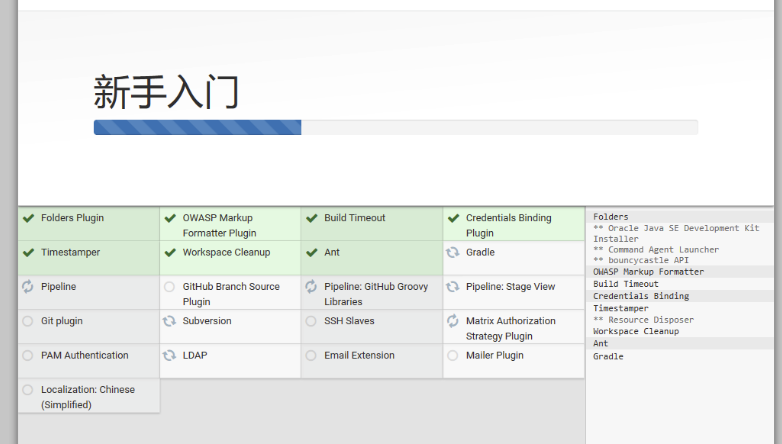 新手入门
Folders Plugin
OWASP Markup
Formatter Plugin
Build Timeout
Credentials Binding
Plugin
Timestamper
Workspace Cleanup
Ant
Gradle
Pipeline
GitHub Branch Source
Plugin
Pipeline: GitHub Groovy
Libraries
Pipeline: Stage View
Git plugin
Subversion
SSH Slaves
Matrix Authorization
Strategy Plugin
PAM Authentication
LDAP
Email Extension
Mailer Plugin
Localization: Chinese
(Simplified)
Folders
** Oracle Java SE Development Kit
Installer
** Command Agent Launcher
** bouncycastle API
OWASP Markup Formatter
Build Timeout
Credentials Binding
Timestamper
** Resource Disposer
Workspace Cleanup
Ant
Gradle